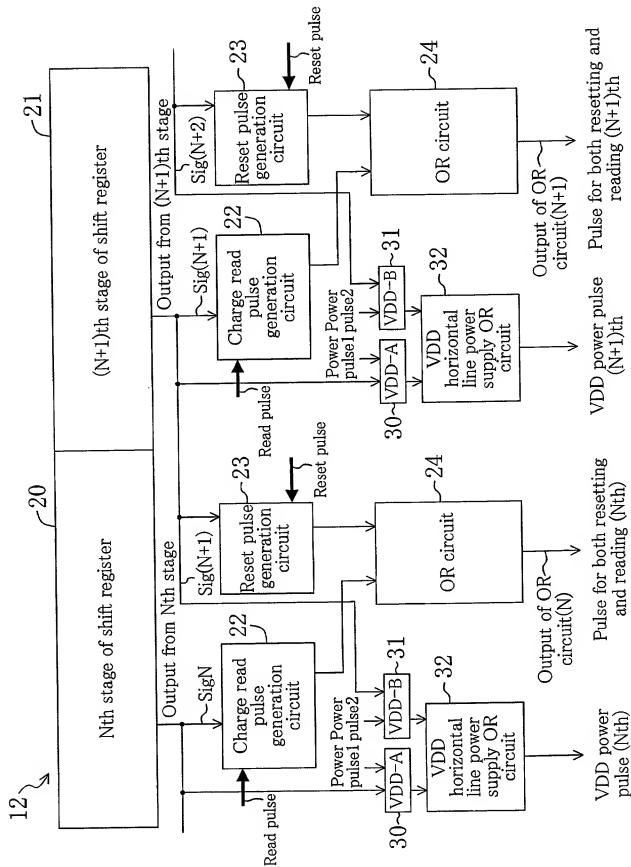 12
20
21
Nth stage of shift register
(N+1)th stage of shift register
Output from Nth stage
Output from (N+1)th stage
SigN
Sig(N+1)
Sig(N+1)
Sig(N+2)
22
Charge read
pulse
generation
circuit
Read pulse
23
Reset pulse
generation
circuit
Reset pulse
22
Charge read
pulse
generation
circuit
Read pulse
23
Reset pulse
generation
circuit
Reset pulse
Power Power
pulse1 pulse2
30
VDD-A
VDD-B
31
24
OR circuit
Power Power
pulse1 pulse2
30
VDD-A
VDD-B
31
24
OR circuit
32
VDD
horizontal
line power
supply OR
circuit
32
VDD
horizontal
line power
supply OR
circuit
Output of OR
circuit(N)
Output of OR
circuit(N+1)
VDD power
pulse (Nth)
Pulse for both resetting
and reading (Nth)
VDD power pulse
(N+1)th
Pulse for both resetting and
reading (N+1)th